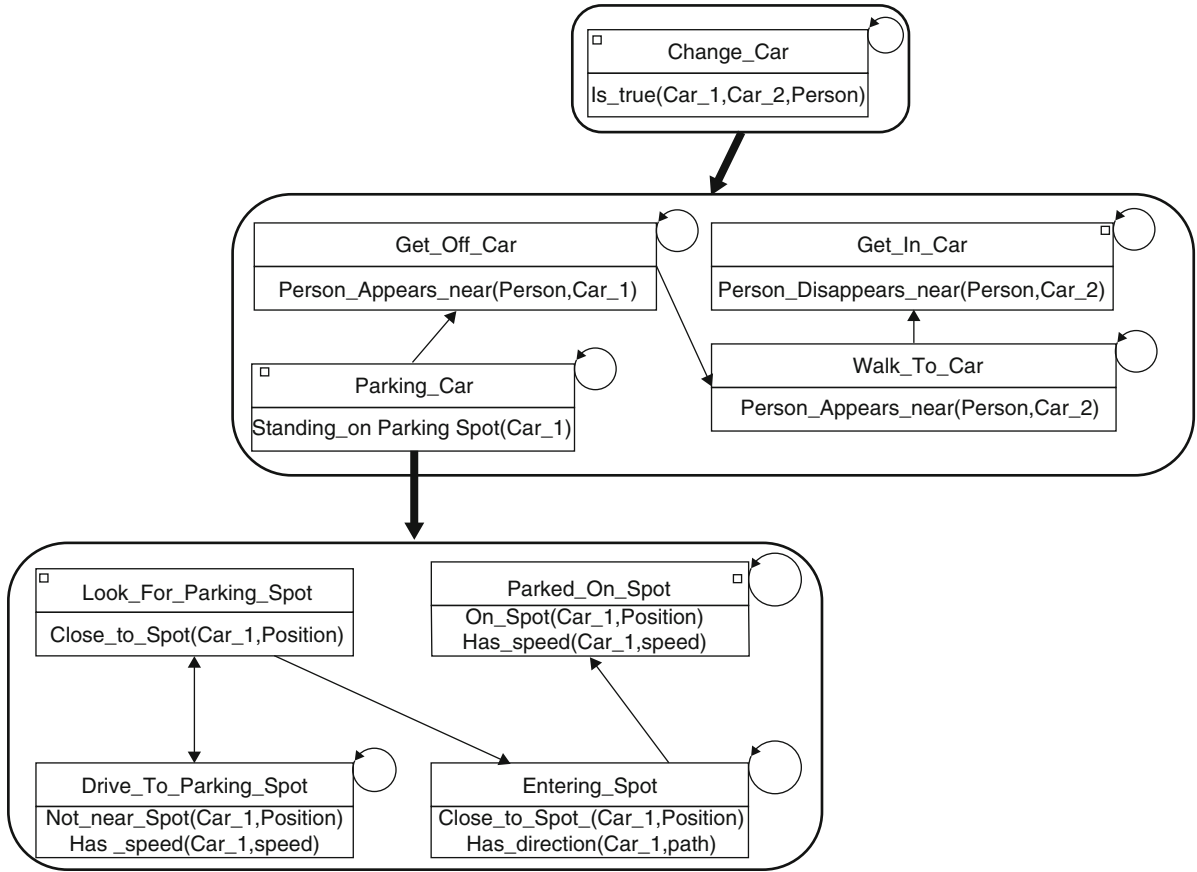 Change_Car
Is_true(Car_1,Car_2,Person)
Get_Off_Car
Person_Appears_near(Person,Car_1)
Get_In_Car
Person_Disappears_near(Person,Car_2)
Parking_Car
Standing_on Parking Spot(Car_1)
Walk_To_Car
Person_Appears_near(Person,Car_2)
Look_For_Parking_Spot
Close_to_Spot(Car_1,Position)
Parked_On_Spot
On_Spot(Car_1,Position)
Has_speed(Car_1,speed)
Drive_To_Parking_Spot
Not_near_Spot(Car_1,Position)
Has _speed(Car_1,speed)
Entering_Spot
Close_to_Spot_(Car_1,Position)
Has_direction(Car_1,path)